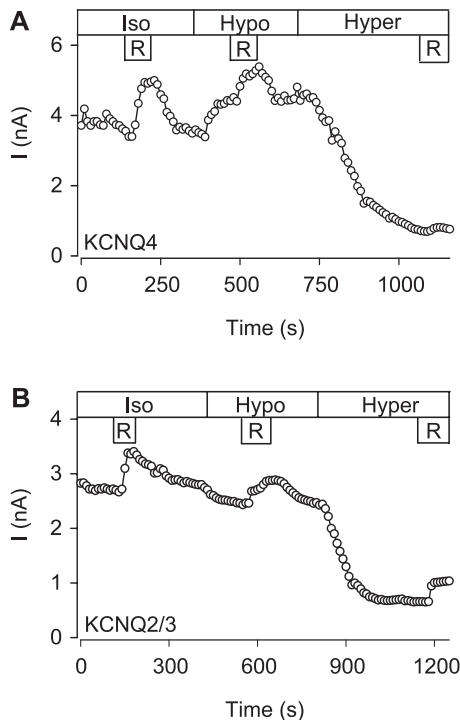 A
Iso Hypo Hyper
R R R
6
4
2
0
I (nA)
KCNQ4
0 250 500 750 1000
Time (s)
B
Iso Hypo Hyper
R R R
4
3
2
1
0
I (nA)
KCNQ2/3
0 300 600 900 1200
Time (s)